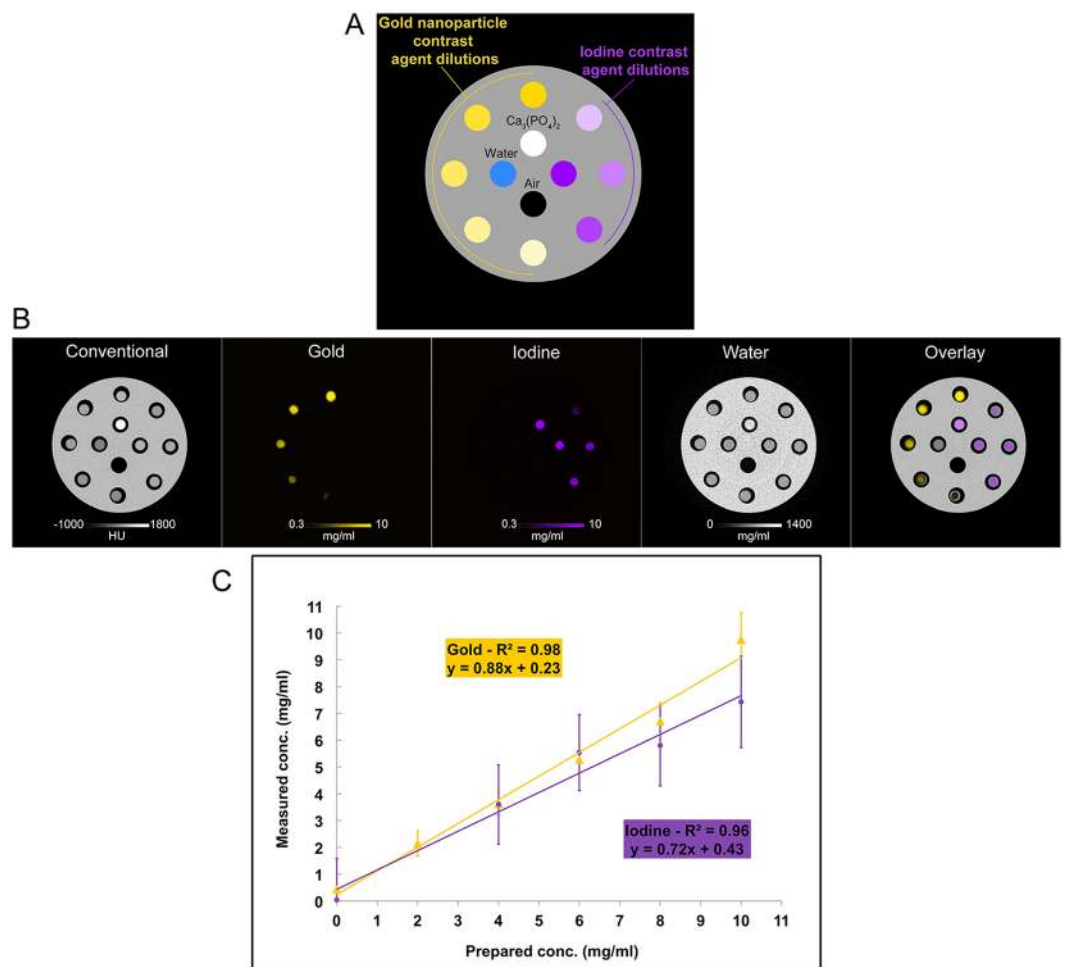 A
Gold nanoparticle
contrast
agent dilutions
Iodine contrast
agent dilutions
Ca₃(PO₄)₂
Water
Air
B
Conventional
-1000 1800
HU
Gold
0.3 10
mg/ml
Iodine
0.3 10
mg/ml
Water
0 1400
mg/ml
Overlay
C
Measured conc. (mg/ml)
11
10
9
8
7
6
5
4
3
2
1
0
Gold - R² = 0.98
y = 0.88x + 0.23
Iodine - R² = 0.96
y = 0.72x + 0.43
0 1 2 3 4 5 6 7 8 9 10 11
Prepared conc. (mg/ml)